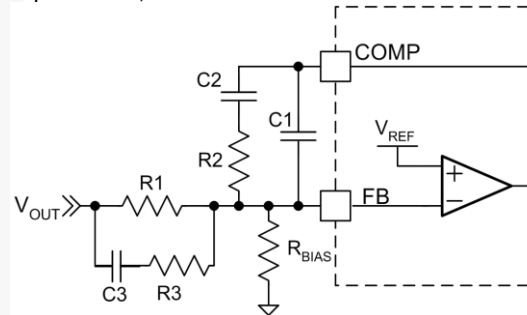 COMP
C2
C1
V_REF
R2
+
R1
V_OUT
FB
−
R_BIAS
C3
R3